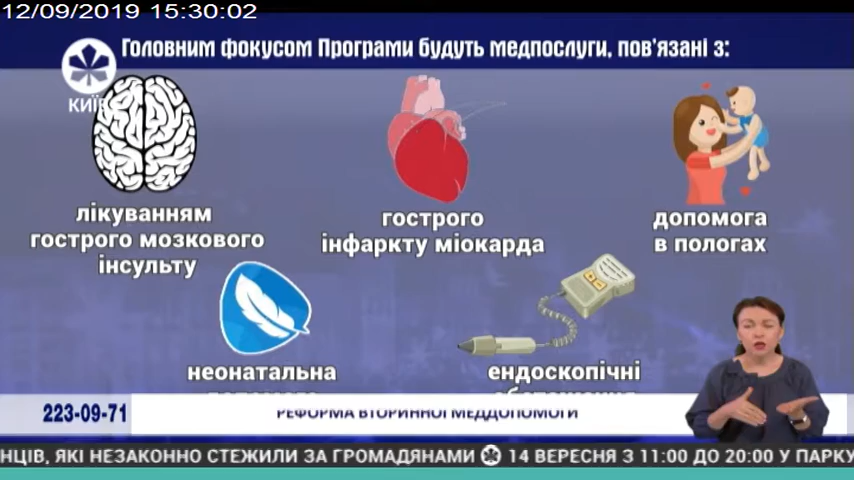 12/09/2019 15:30:02
Головним фокусом Програми будуть медпослуги, пов'язані з:
КИЇВ
лікуванням
гострого мозкового
інсульту
гострого
інфаркту міокарда
допомога
в пологах
неонатальна
ендоскопічні
223-09-71
РЕФОРМА ВТОРИННОЇ МЕДДОПОМОГИ
НЦІВ, ЯКІ НЕЗАКОННО СТЕЖИЛИ ЗА ГРОМАДЯНАМИ 14 ВЕРЕСНЯ З 11:00 ДО 20:00 У ПАРКУ